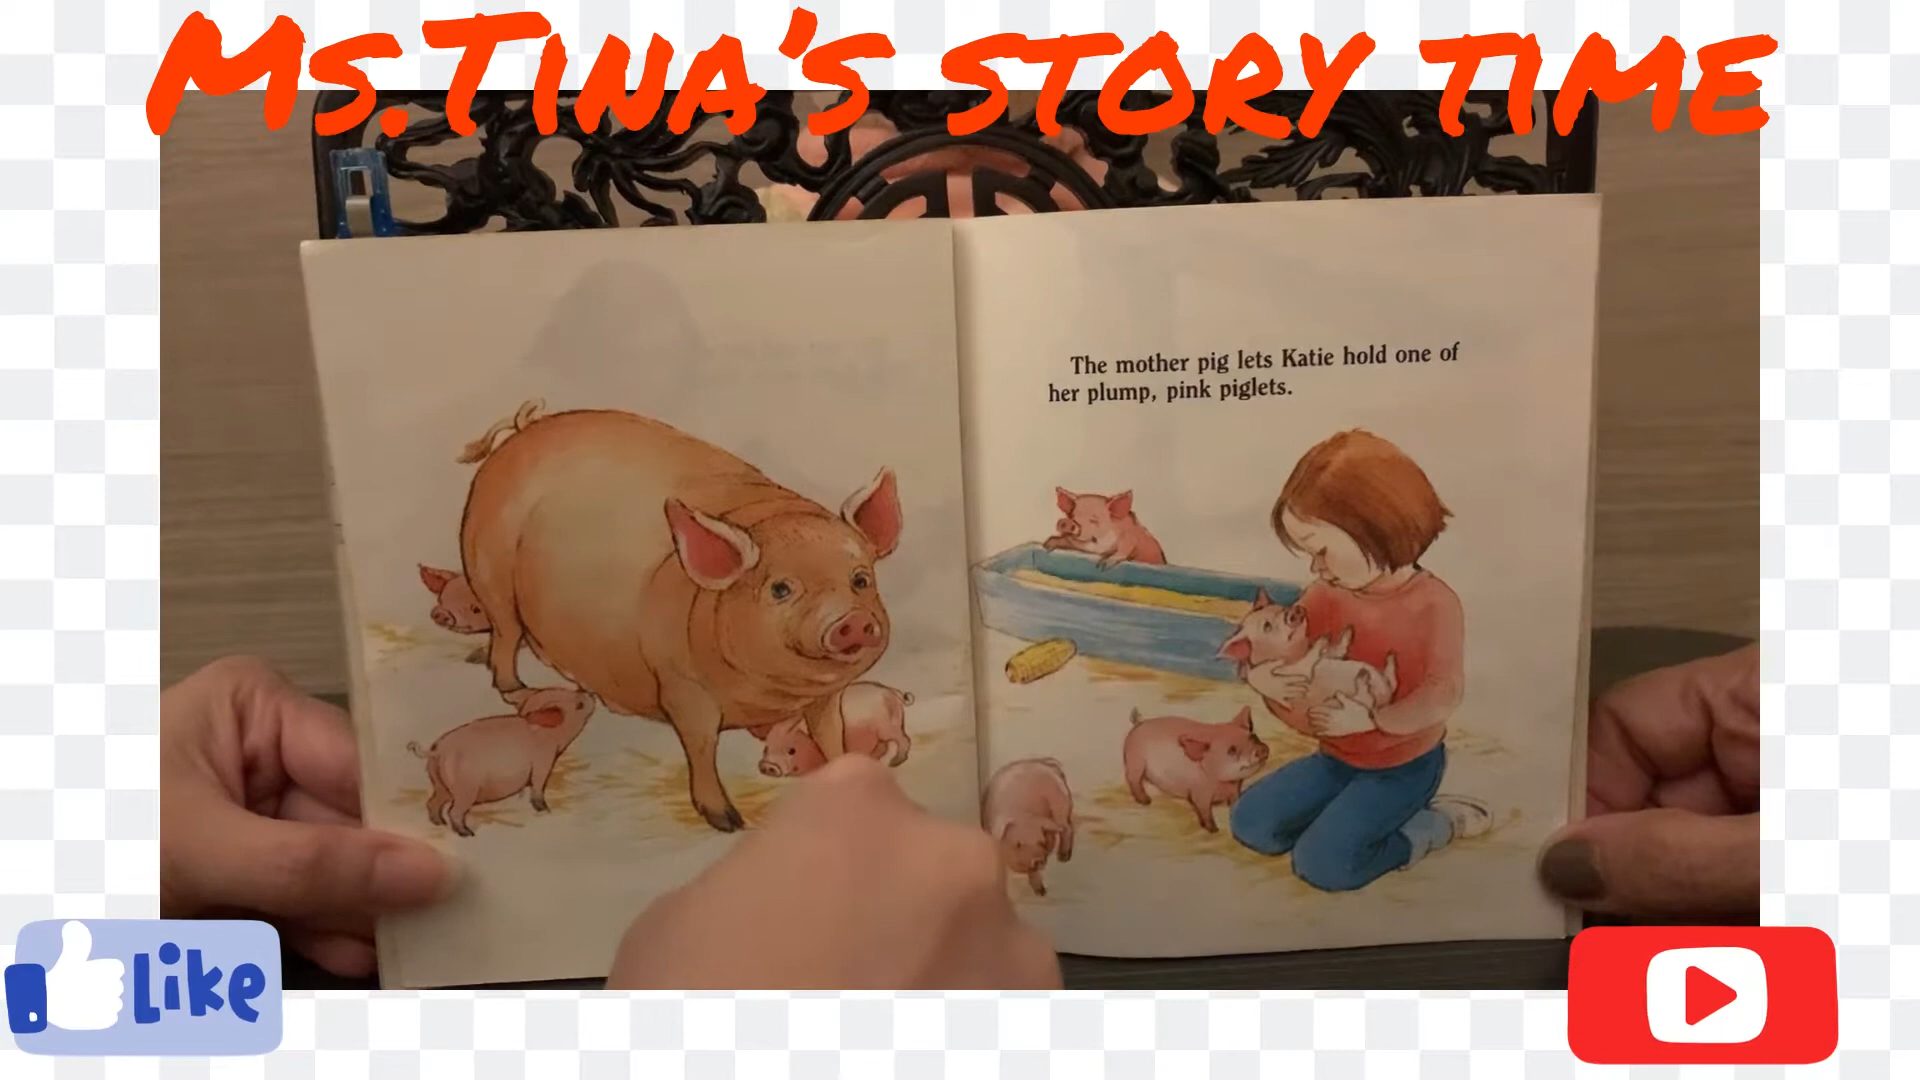 Ms.Tina's story time
The mother pig lets Katie hold one of
her plump, pink piglets.
Like